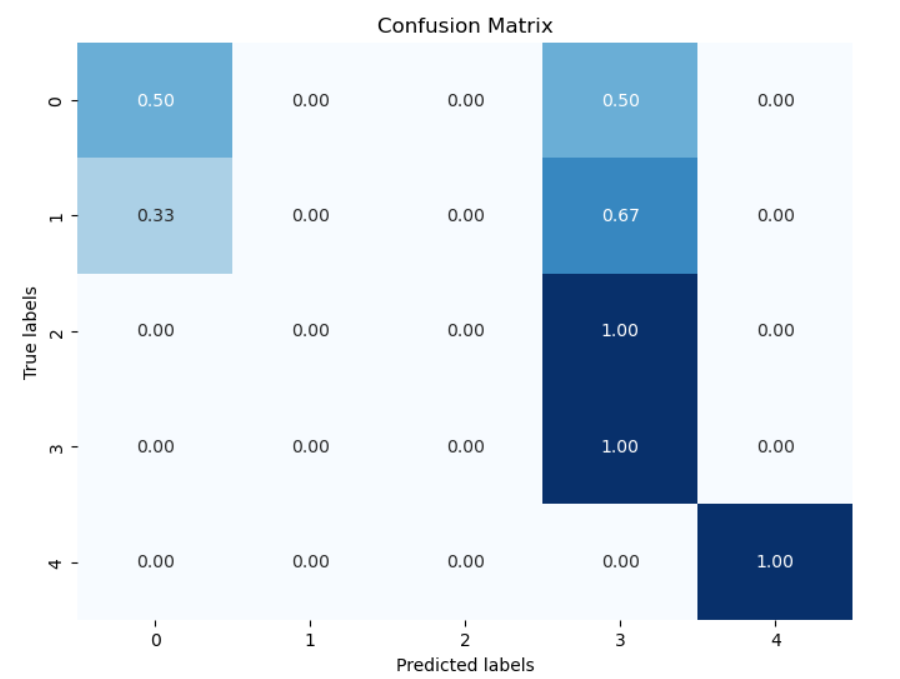 Confusion Matrix
0 0.50 0.00 0.00 0.50 0.00
1 0.33 0.00 0.00 0.67 0.00
2 0.00 0.00 0.00 1.00 0.00
3 0.00 0.00 0.00 1.00 0.00
4 0.00 0.00 0.00 0.00 1.00
True labels
0 1 2 3 4
Predicted labels